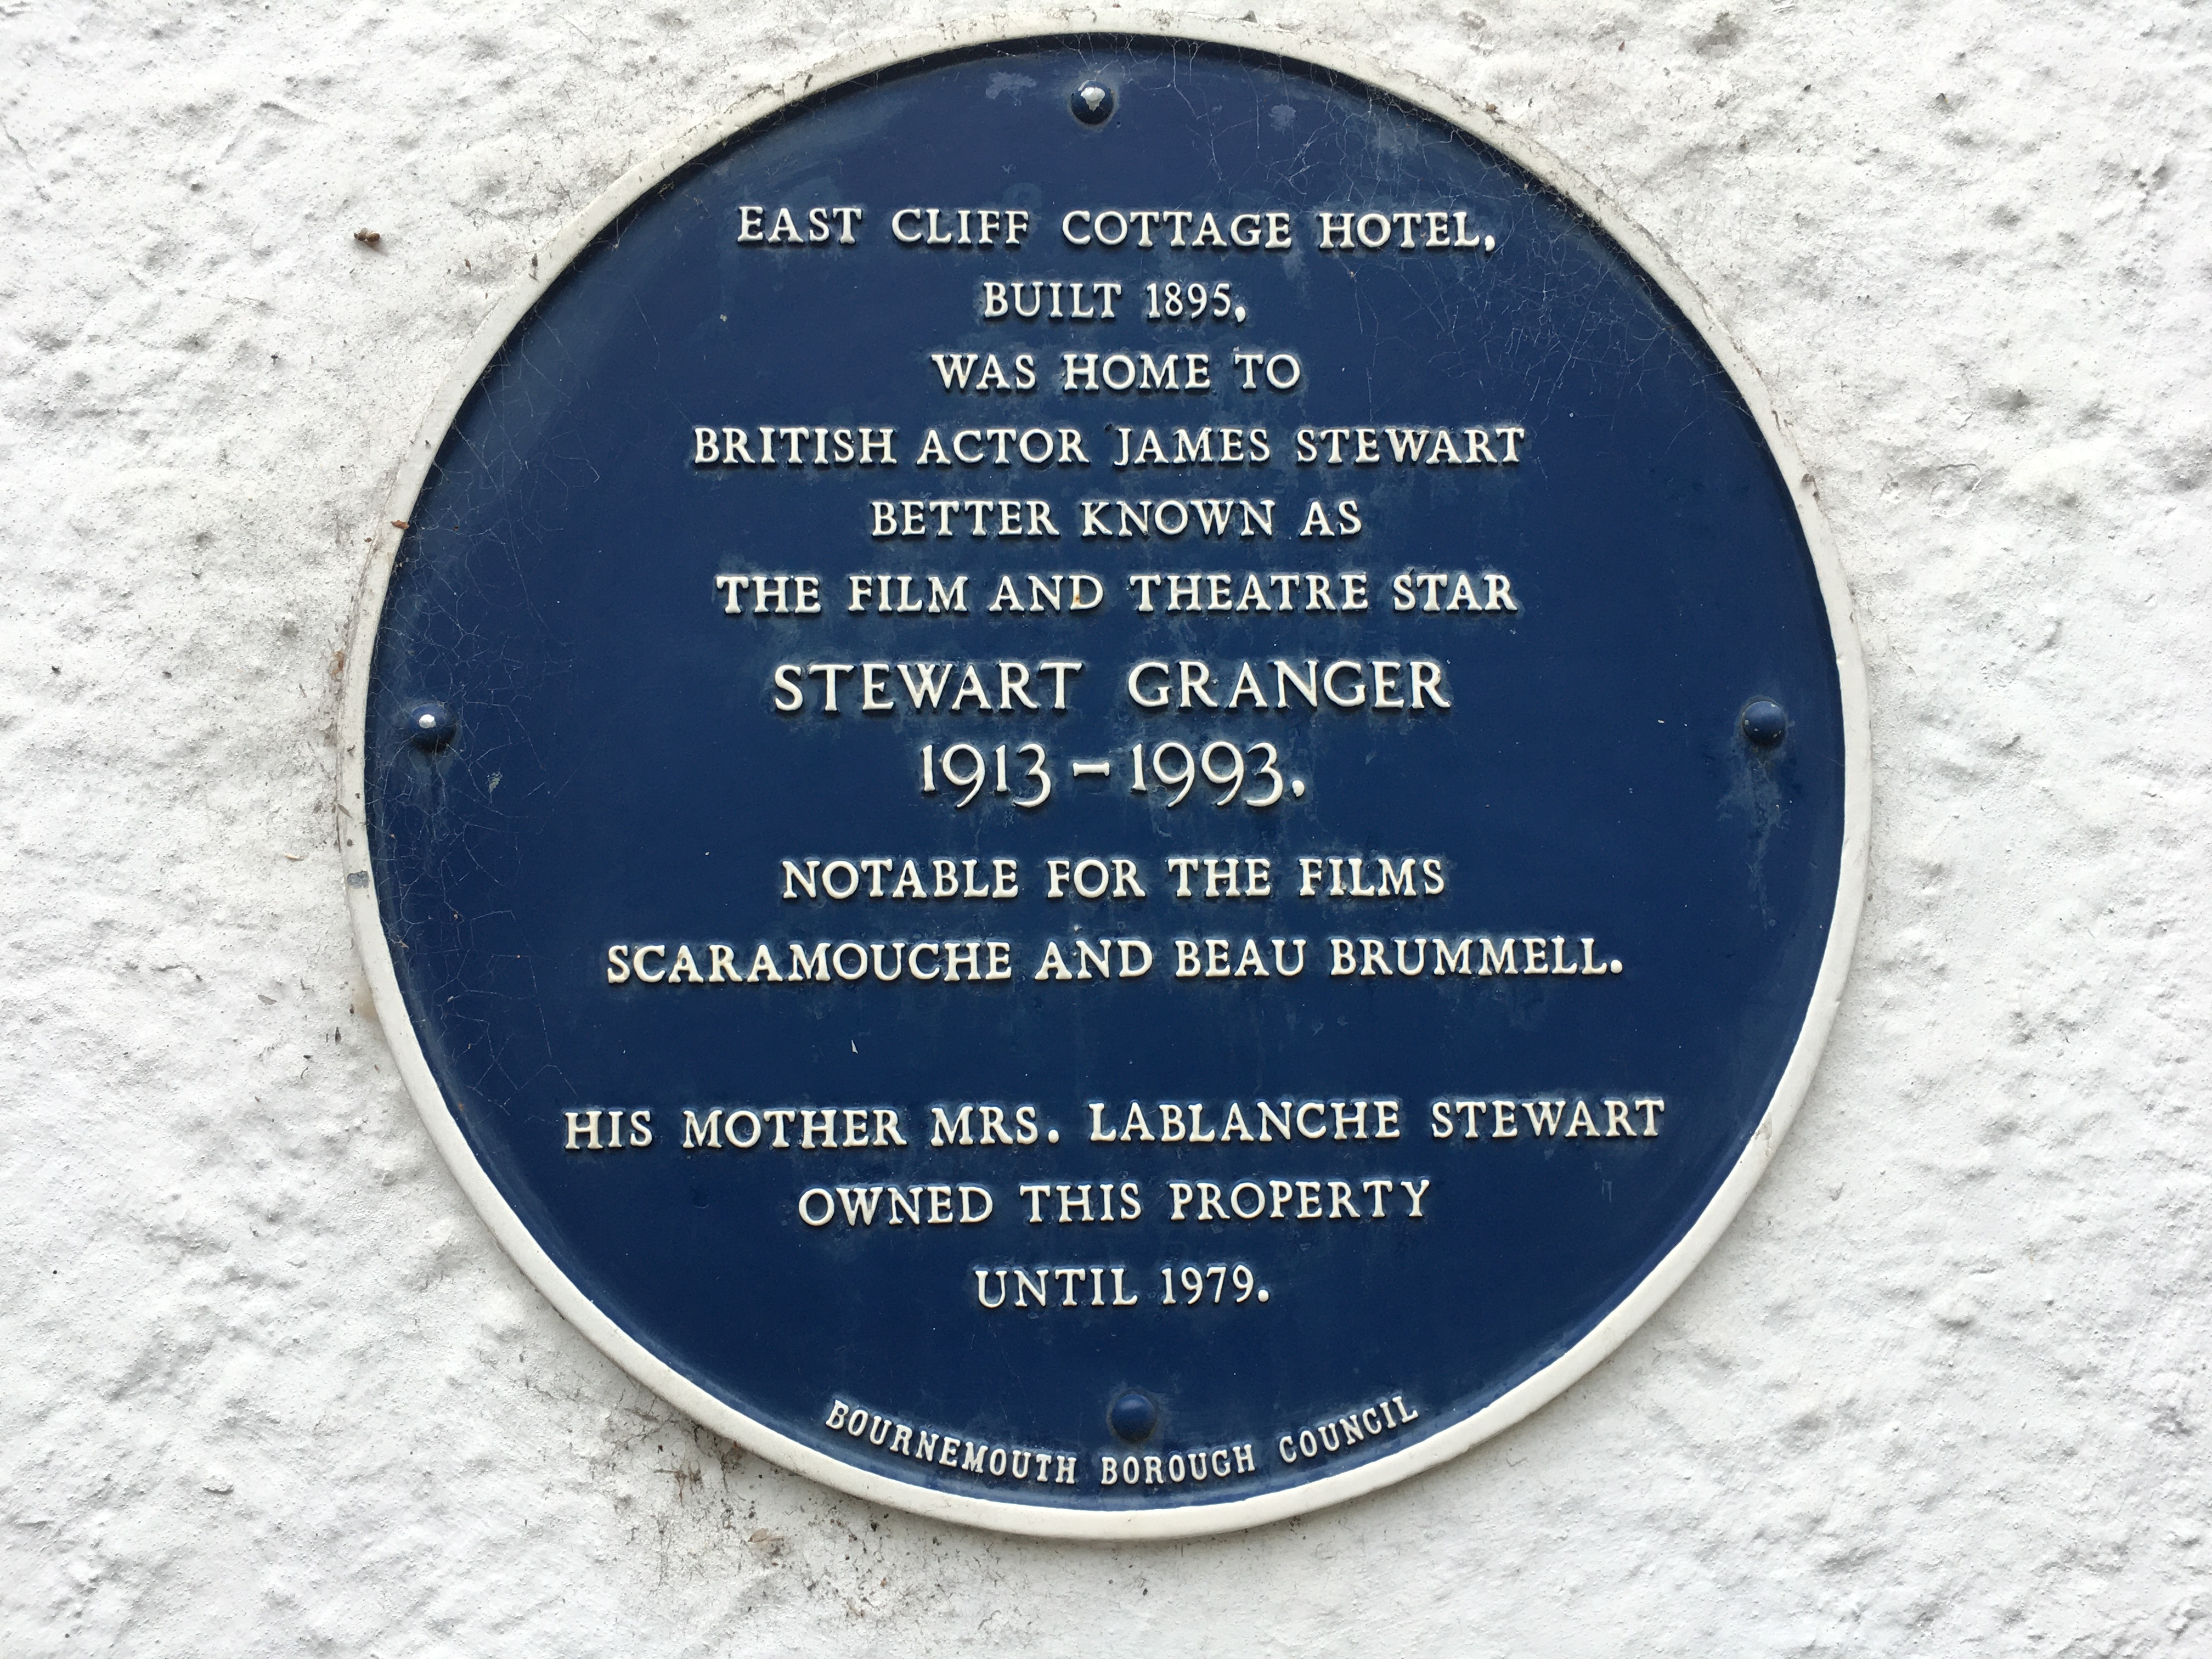 EAST CLIFF COTTAGE HOTEL,
BUILT 1895,
WAS HOME TO
BRITISH ACTOR JAMES STEWART
BETTER KNOWN AS
THE FILM AND THEATRE STAR
STEWART GRANGER
1913 – 1993.
NOTABLE FOR THE FILMS
SCARAMOUCHE AND BEAU BRUMMELL.
HIS MOTHER MRS. LABLANCHE STEWART
OWNED THIS PROPERTY
UNTIL 1979.
BOURNEMOUTH BOROUGH COUNCIL